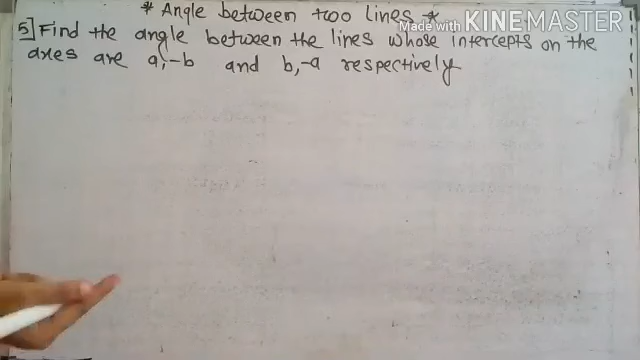 * Angle between two Lines *
Made with KINEMASTER
5] Find the angle between the lines whose intercepts on the
axes are a,-b and b,-a respectively